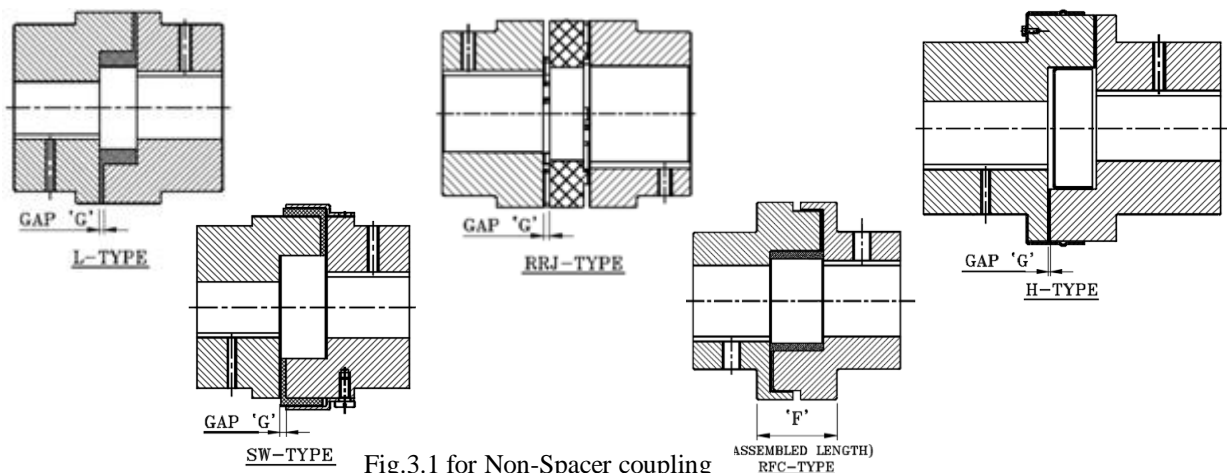 GAP 'G'
L-TYPE
GAP 'G'
RRJ-TYPE
GAP 'G'
H-TYPE
GAP 'G'
SW-TYPE
'F'
ASSEMBLED LENGTH)
RFC-TYPE
Fig.3.1 for Non-Spacer coupling